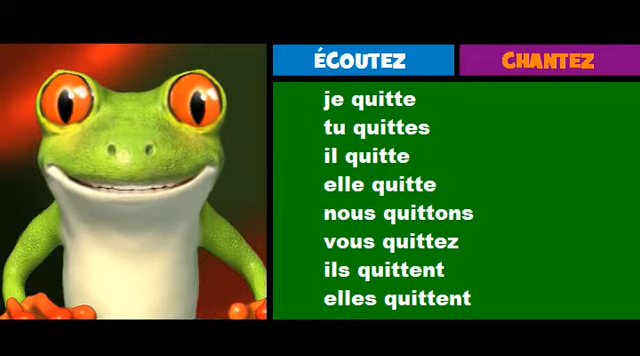 ÉCOUTEZ
CHANTEZ
je quitte
tu quittes
il quitte
elle quitte
nous quittons
vous quittez
ils quittent
elles quittent